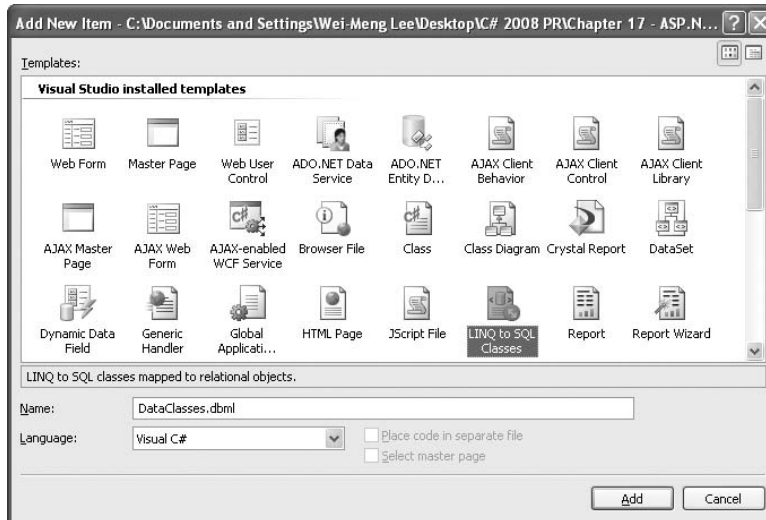 Add New Item - C:\Documents and Settings\Wei-Meng Lee\Desktop\C# 2008 PR\Chapter 17 - ASP.N...
Templates:
Visual Studio installed templates
Web Form
Master Page
Web User Control
ADO.NET Data Service
ADO.NET Entity D...
AJAX Client Behavior
AJAX Client Control
AJAX Client Library
AJAX Master Page
AJAX Web Form
AJAX-enabled WCF Service
Browser File
Class
Class Diagram
Crystal Report
DataSet
Dynamic Data Field
Generic Handler
Global Applicati...
HTML Page
JScript File
LINQ to SQL Classes
Report
Report Wizard
LINQ to SQL classes mapped to relational objects.
Name:
DataClasses.dbml
Language:
Visual C#
Place code in separate file
Select master page
Add
Cancel